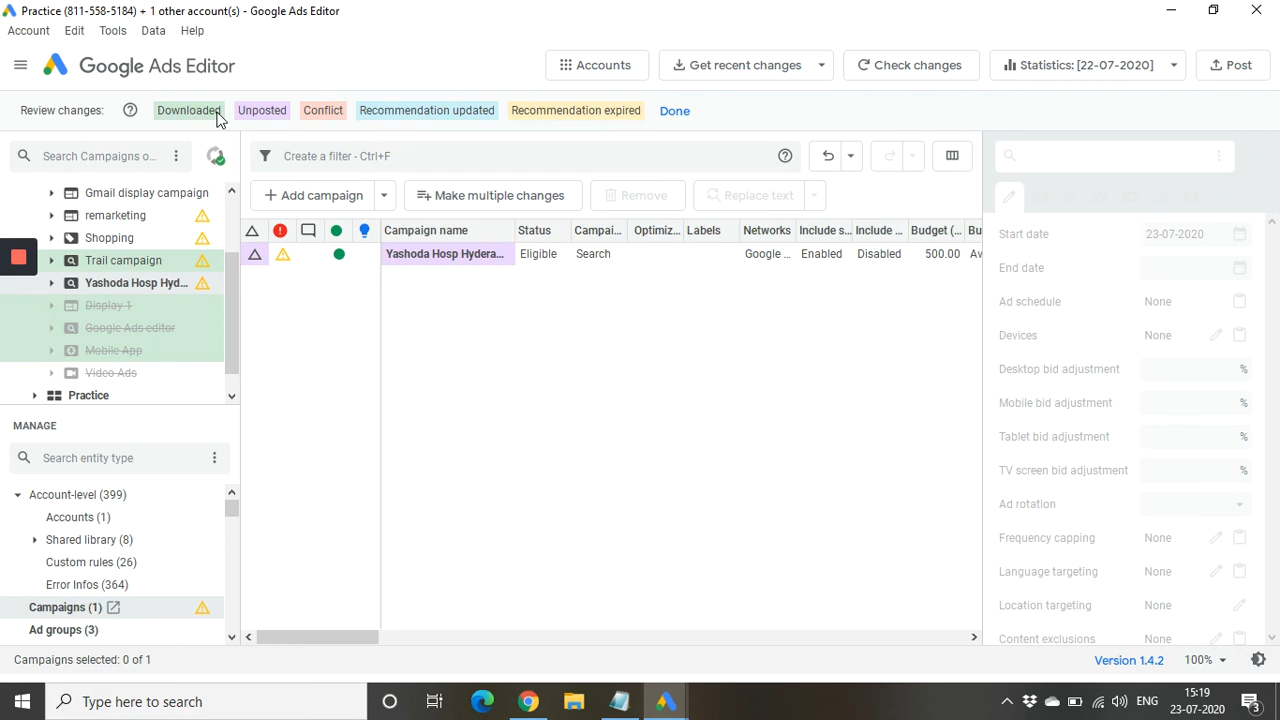 Practice (811-558-5184) + 1 other account(s) - Google Ads Editor
Account Edit Tools Data Help
Google Ads Editor
Accounts
Get recent changes
Check changes
Statistics: [22-07-2020]
Post
Review changes: Downloaded Unposted Conflict Recommendation updated Recommendation expired Done
Search Campaigns o...
Create a filter - Ctrl+F
Gmail display campaign
remarketing
Shopping
Trail campaign
Yashoda Hosp Hyd...
Display 1
Google Ads editor
Mobile App
Video Ads
Practice
MANAGE
Search entity type
Account-level (399)
Accounts (1)
Shared library (8)
Custom rules (26)
Error Infos (364)
Campaigns (1)
Ad groups (3)
Add campaign
Make multiple changes
Remove
Replace text
Campaign name Status Campai... Optimiz... Labels Networks Include s... Include ... Budget (... Bu
Yashoda Hosp Hydera... Eligible Search Google ... Enabled Disabled 500.00 Av
Start date 23-07-2020
End date
Ad schedule None
Devices None
Desktop bid adjustment %
Mobile bid adjustment %
Tablet bid adjustment %
TV screen bid adjustment %
Ad rotation
Frequency capping None
Language targeting None
Location targeting None
Content exclusions None
Campaigns selected: 0 of 1
Version 1.4.2 100%
Type here to search
ENG
15:19
23-07-2020
3